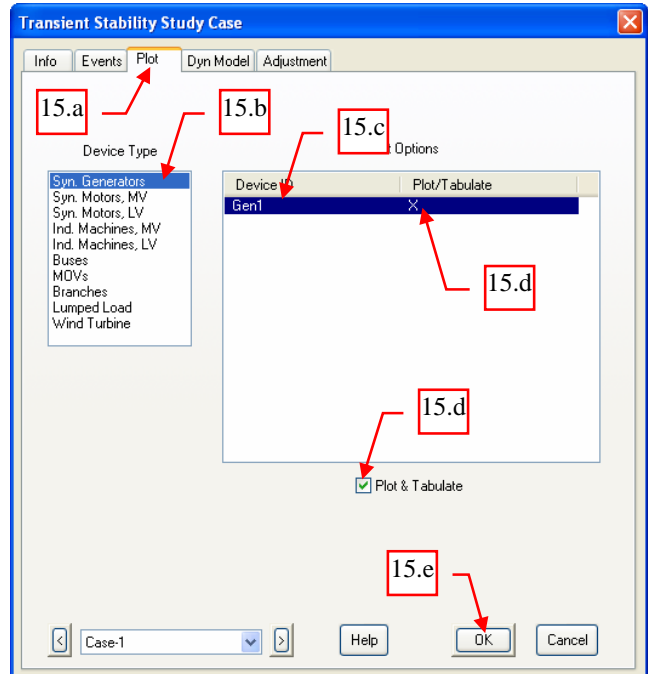 Transient Stability Study Case
Info Events Plot Dyn Model Adjustment
15.a 15.b 15.c
Device Type Options
Syn. Generators
Syn. Motors, MV
Syn. Motors, LV
Ind. Machines, MV
Ind. Machines, LV
Buses
MOVs
Branches
Lumped Load
Wind Turbine
Device ID Plot/Tabulate
Gen1 X
15.d
15.d
Plot & Tabulate
15.e
< Case-1 > Help OK Cancel